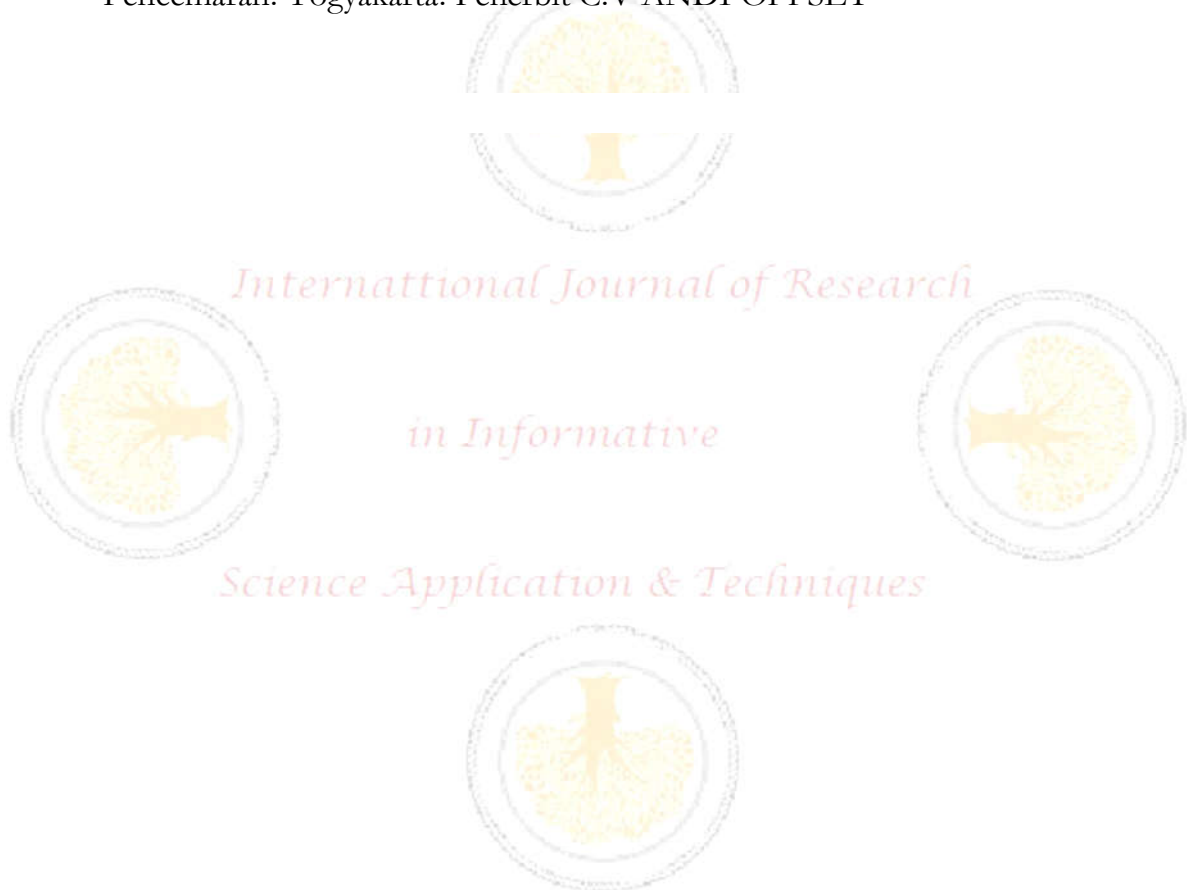 Pencemaran. Yogyakarta: Penerbit C.V ANDI OFFSET
Internattional Journal of Research
in Informative
Science Application & Techniques